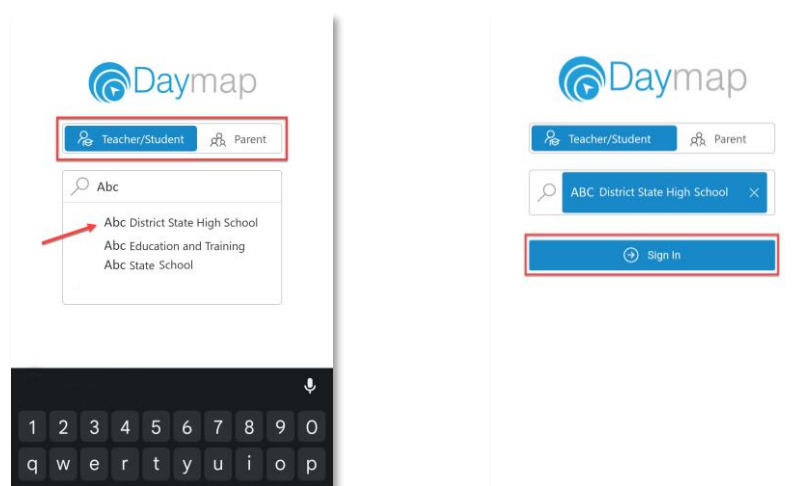 Daymap
Teacher/Student Parent
Abc
Abc District State High School
Abc Education and Training
Abc State School
1 2 3 4 5 6 7 8 9 0
q w e r t y u i o p
Daymap
Teacher/Student Parent
ABC District State High School
Sign In